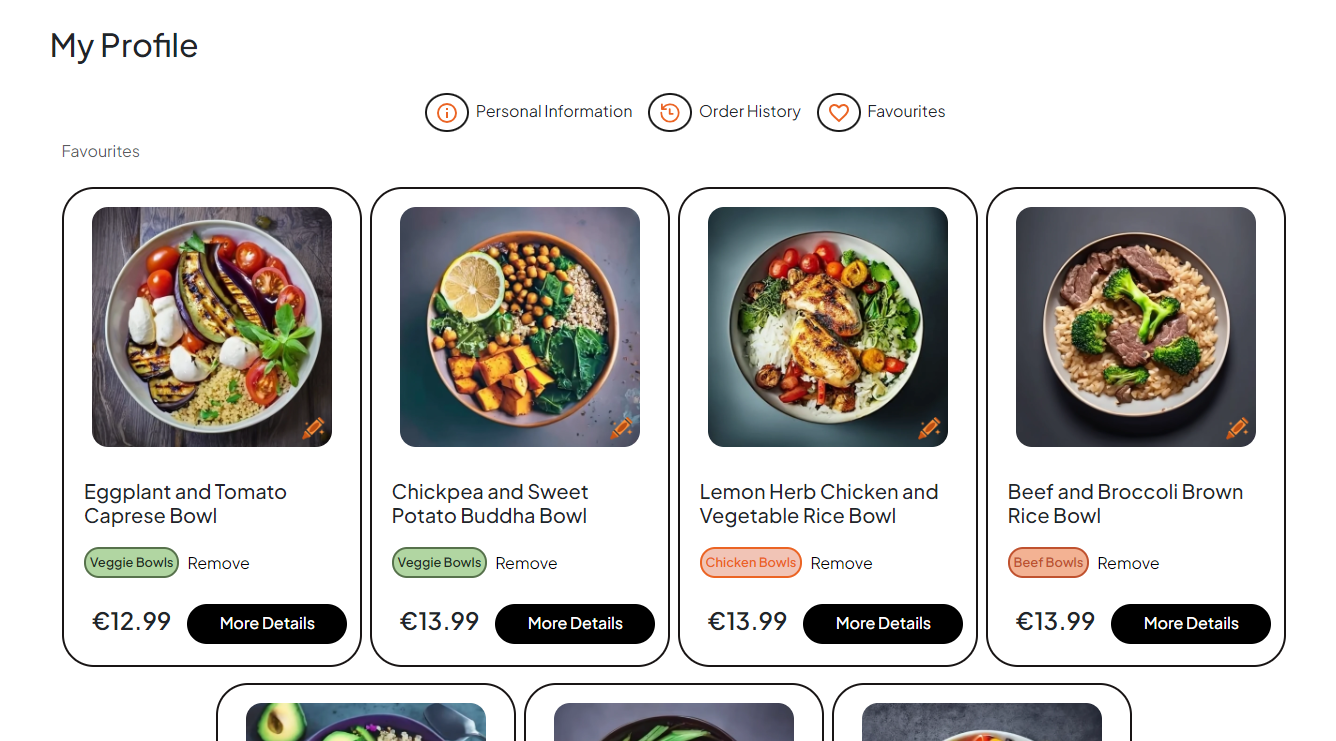 My Profile
Personal Information
Order History
Favourites
Favourites
Eggplant and Tomato
Caprese Bowl
Veggie Bowls
Remove
€12.99
More Details
Chickpea and Sweet
Potato Buddha Bowl
Veggie Bowls
Remove
€13.99
More Details
Lemon Herb Chicken and
Vegetable Rice Bowl
Chicken Bowls
Remove
€13.99
More Details
Beef and Broccoli Brown
Rice Bowl
Beef Bowls
Remove
€13.99
More Details